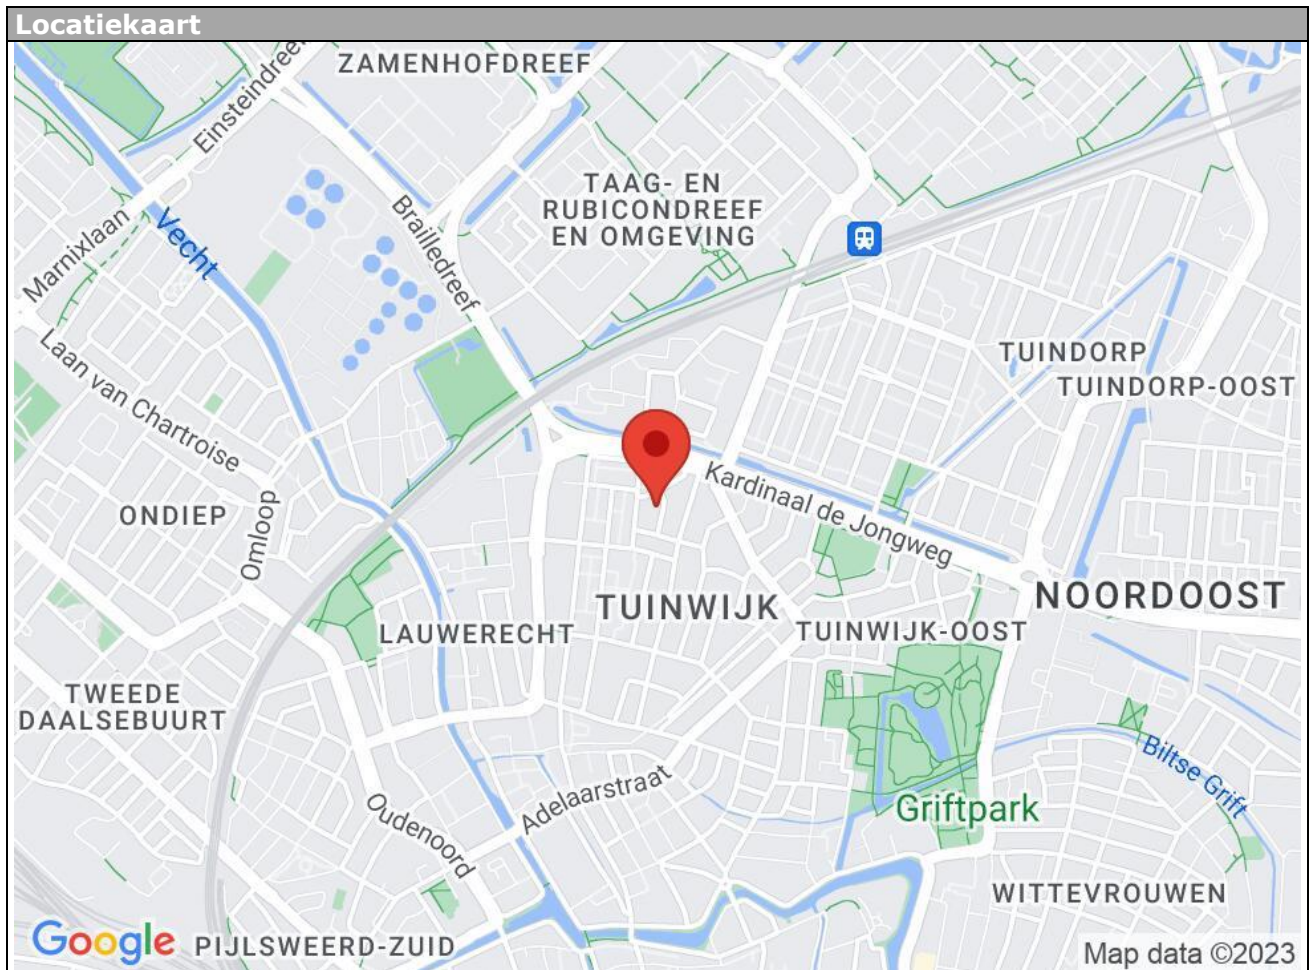 Locatiekaart
ZAMENHOFDREEF
Einsteindreef
TAAG- EN
RUBICONDREEF
EN OMGEVING
Brailledreef
Marnixlaan
Vecht
Laan van Chartroise
TUINDORP
TUINDORP-OOST
Kardinaal de Jongweg
ONDIEP
Omloop
NOORDOOST
TUINWIJK
TUINWIJK-OOST
LAUWERECHT
TWEEDE
DAALSEBUURT
Biltse Grift
Adelaarstraat
Oudenoord
Griftpark
WITTEVROUWEN
Google
PIJLSWEERD-ZUID
Map data ©2023